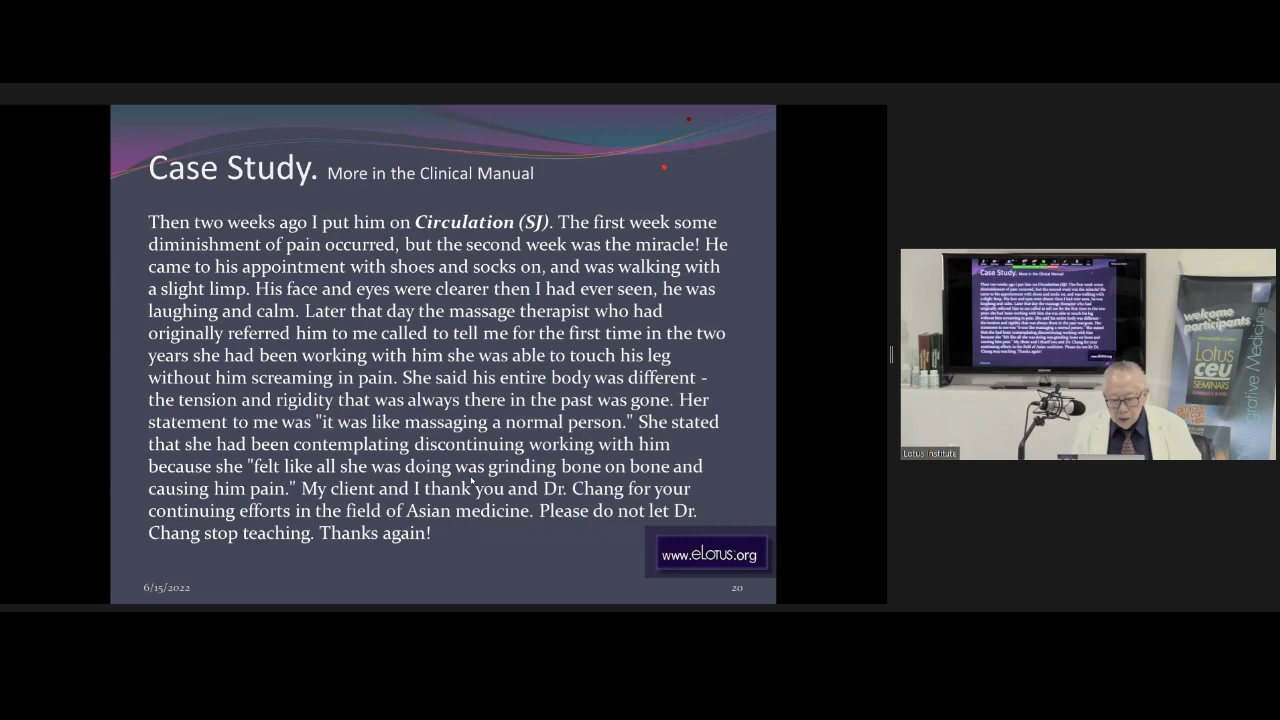 Case Study. More in the Clinical Manual
Then two weeks ago I put him on Circulation (SJ). The first week some
diminishment of pain occurred, but the second week was the miracle! He
came to his appointment with shoes and socks on, and was walking with
a slight limp. His face and eyes were clearer then I had ever seen, he was
laughing and calm. Later that day the massage therapist who had
originally referred him to me called to tell me for the first time in the two
years she had been working with him she was able to touch his leg
without him screaming in pain. She said his entire body was different -
the tension and rigidity that was always there in the past was gone. Her
statement to me was "it was like massaging a normal person." She stated
that she had been contemplating discontinuing working with him
because she "felt like all she was doing was grinding bone on bone and
causing him pain." My client and I thank you and Dr. Chang for your
continuing efforts in the field of Asian medicine. Please do not let Dr.
Chang stop teaching. Thanks again!
www.eLotus.org
6/15/2022
20
Case Study. More in the Clinical Manual
welcome
participants
Lotus
ceu
SEMINARS
Integrative Medicine
Lotus Institute